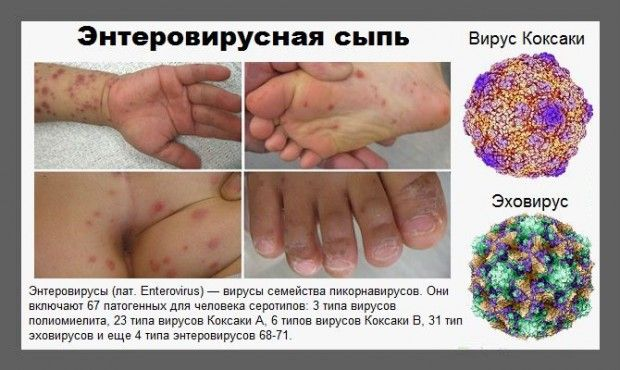 Энтеровирусная сыпь
Вирус Коксаки
Эховирус
Энтеровирусы (лат. Enterovirus) — вирусы семейства пикорнавирусов. Они
включают 67 патогенных для человека серотипов: 3 типа вирусов
полиомиелита, 23 типа вирусов Коксаки А, 6 типов вирусов Коксаки В, 31 тип
эховирусов и еще 4 типа энтеровирусов 68-71.